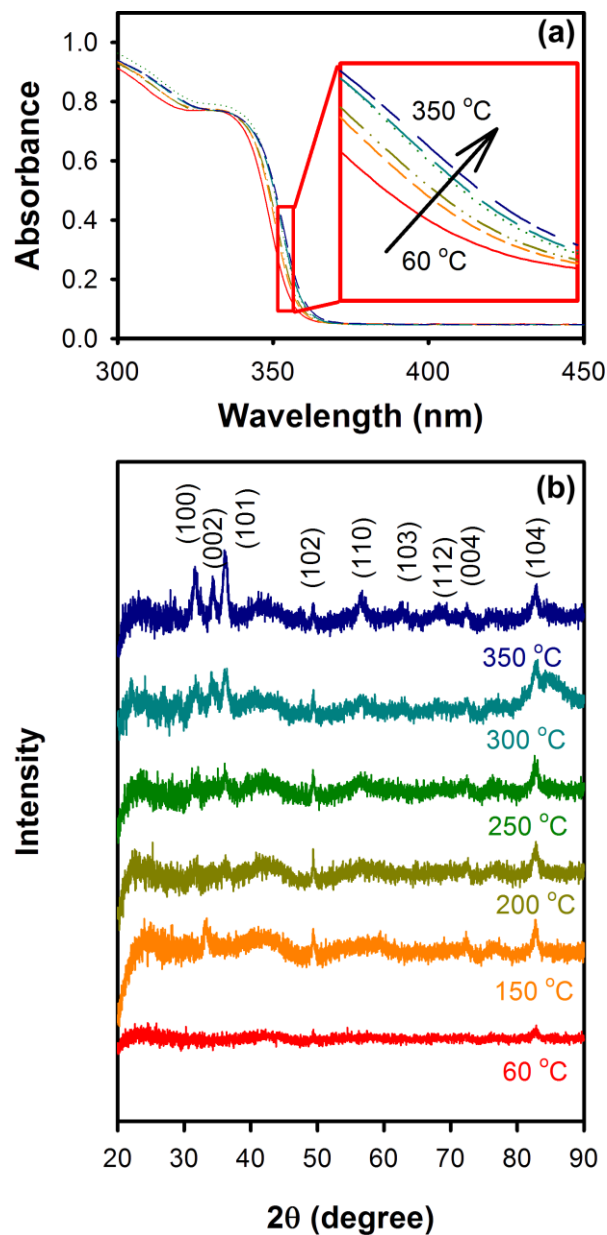 (a)
1.0
0.8
0.6
0.4
0.2
0.0
Absorbance
350 °C
60 °C
300 350 400 450
Wavelength (nm)
(b)
(100)
(002)
(101)
(102)
(110)
(103)
(112)
(004)
(104)
350 °C
300 °C
250 °C
200 °C
150 °C
60 °C
Intensity
20 30 40 50 60 70 80 90
2θ (degree)